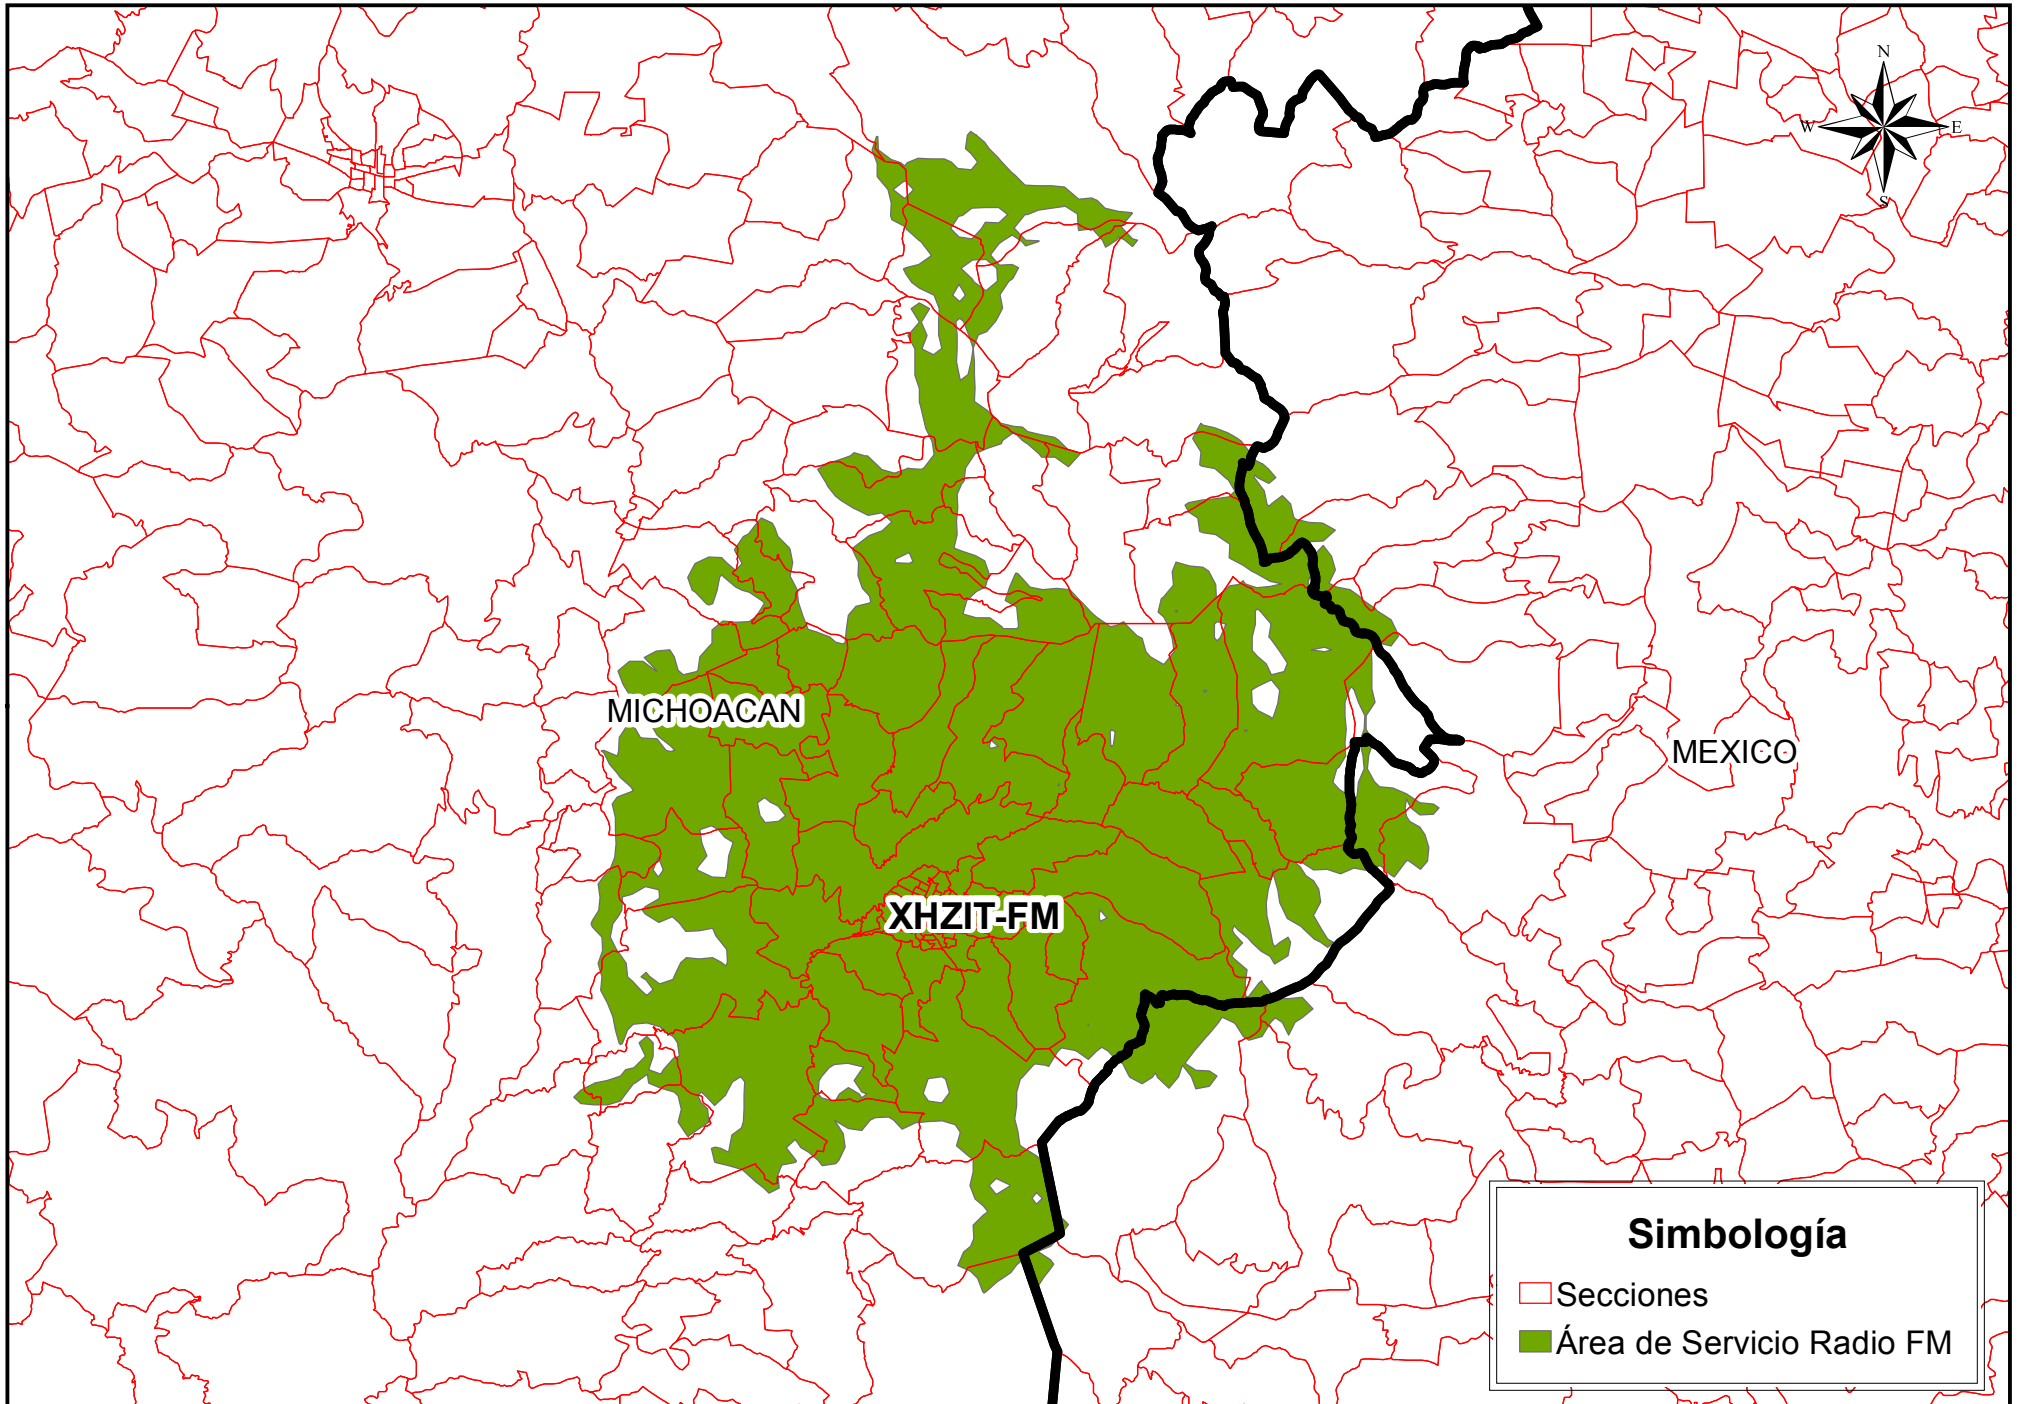 N
W E
S
MICHOACAN
MEXICO
XHZIT-FM
Simbología
Secciones
Área de Servicio Radio FM